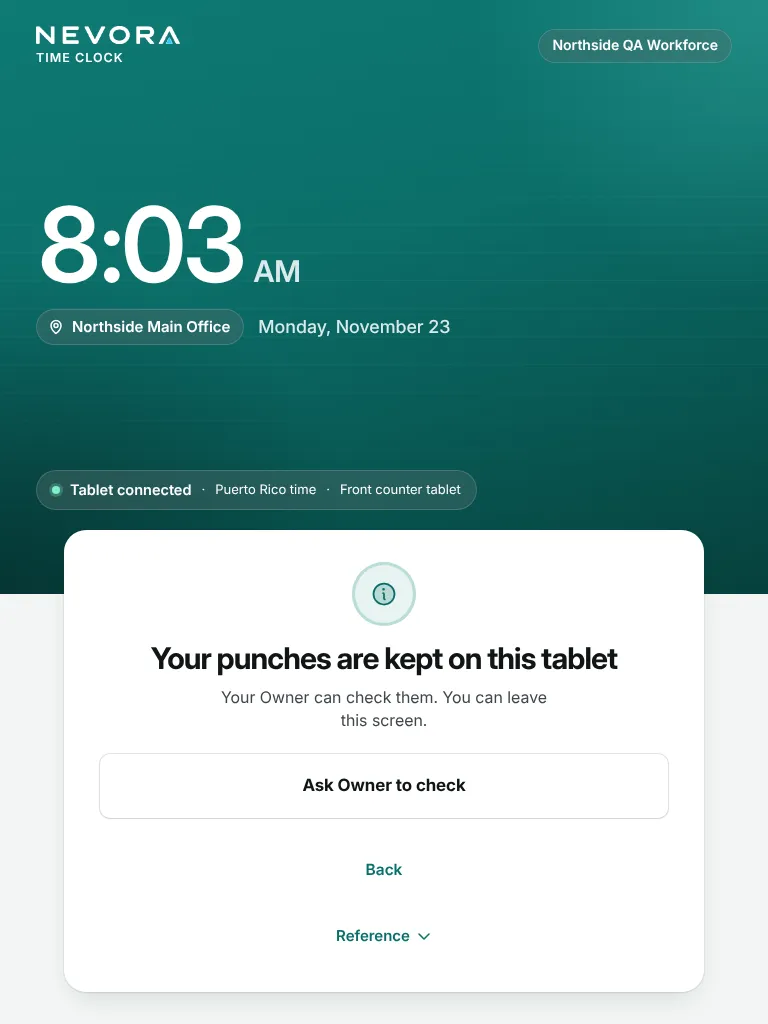 NEVORA
TIME CLOCK
Northside QA Workforce
8:03 AM
Northside Main Office
Monday, November 23
Tablet connected · Puerto Rico time · Front counter tablet
Your punches are kept on this tablet
Your Owner can check them. You can leave
this screen.
Ask Owner to check
Back
Reference